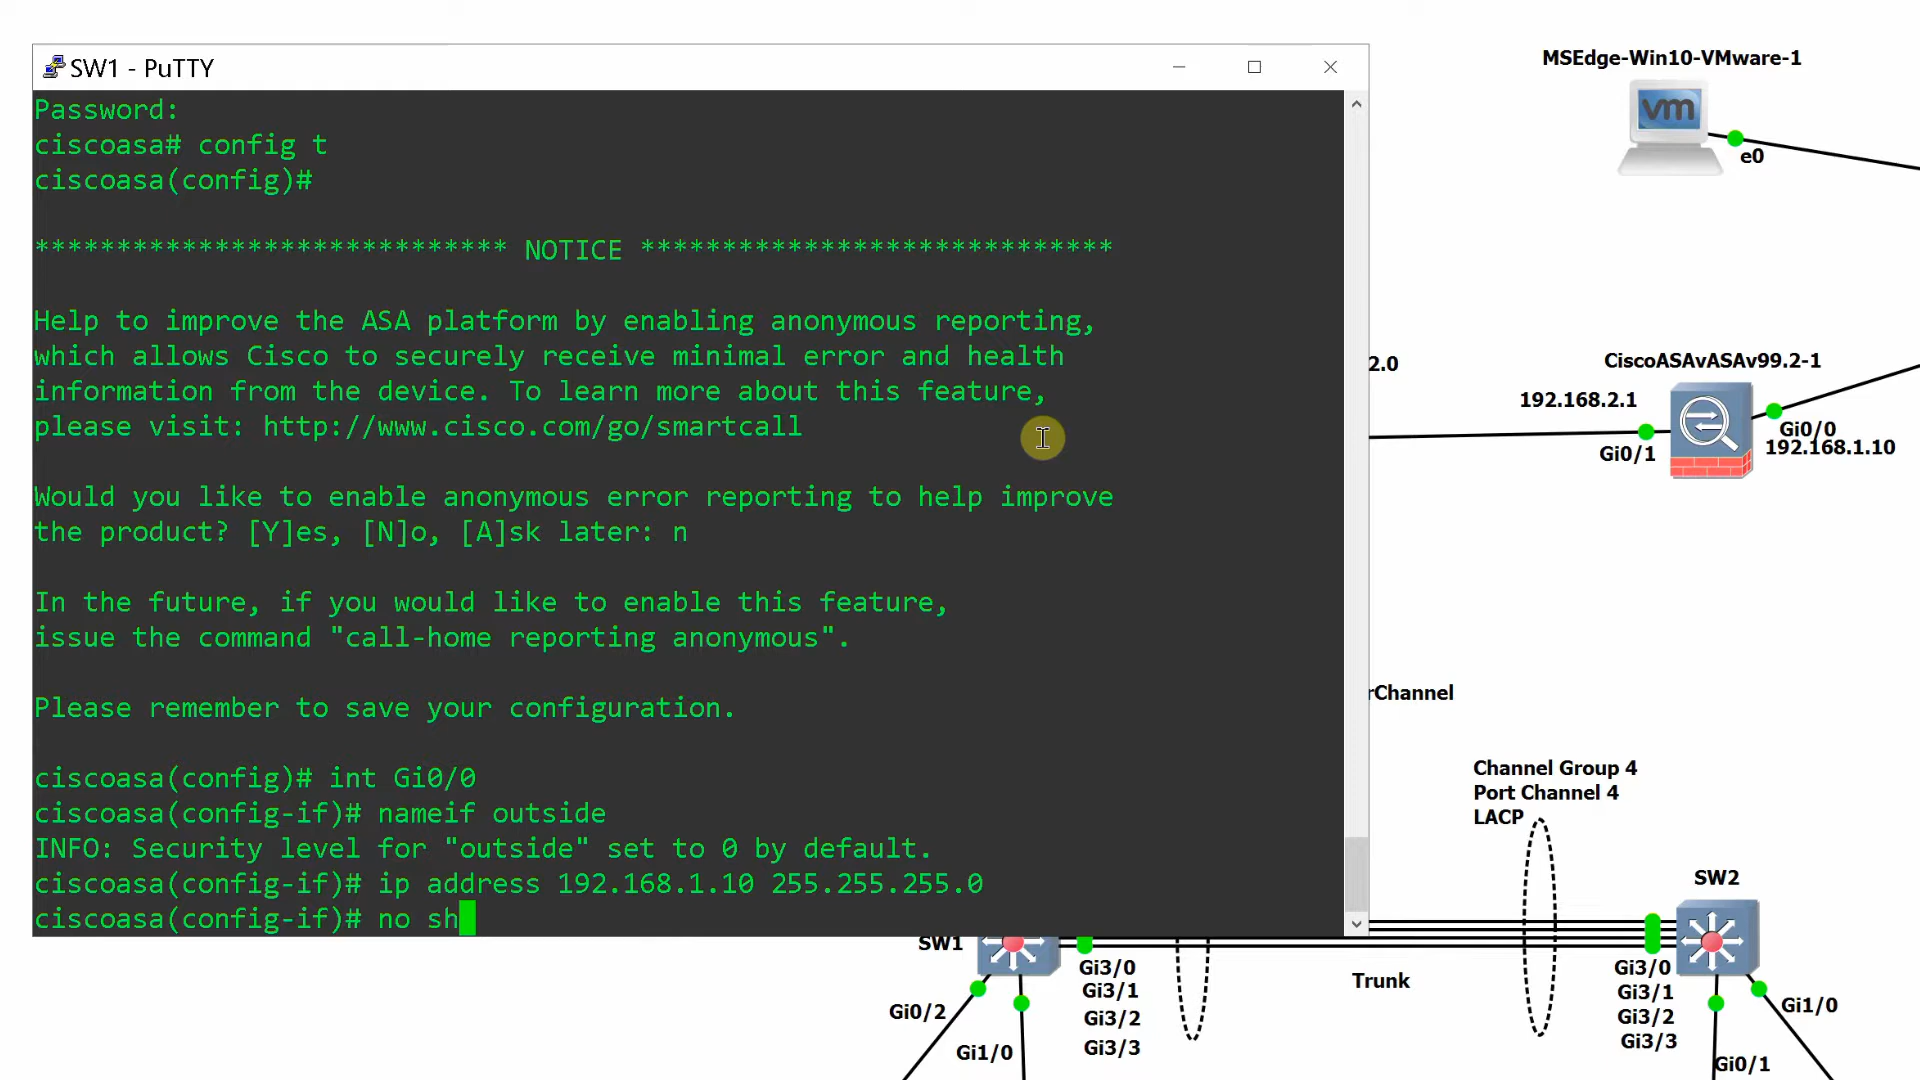 SW1 - PuTTY
Password:
ciscoasa# config t
ciscoasa(config)#
***************************** NOTICE *****************************
Help to improve the ASA platform by enabling anonymous reporting,
which allows Cisco to securely receive minimal error and health
information from the device. To learn more about this feature,
please visit: http://www.cisco.com/go/smartcall
Would you like to enable anonymous error reporting to help improve
the product? [Y]es, [N]o, [A]sk later: n
In the future, if you would like to enable this feature,
issue the command "call-home reporting anonymous".
Please remember to save your configuration.
ciscoasa(config)# int Gi0/0
ciscoasa(config-if)# nameif outside
INFO: Security level for "outside" set to 0 by default.
ciscoasa(config-if)# ip address 192.168.1.10 255.255.255.0
ciscoasa(config-if)# no sh
MSEdge-Win10-VMware-1
vm
e0
2.0
CiscoASAvASAv99.2-1
192.168.2.1
Gi0/0
192.168.1.10
Gi0/1
rChannel
Channel Group 4
Port Channel 4
LACP
SW2
SW1
Gi3/0
Gi3/1
Gi3/2
Gi3/3
Trunk
Gi3/0
Gi3/1
Gi3/2
Gi3/3
Gi0/2
Gi1/0
Gi1/0
Gi0/1